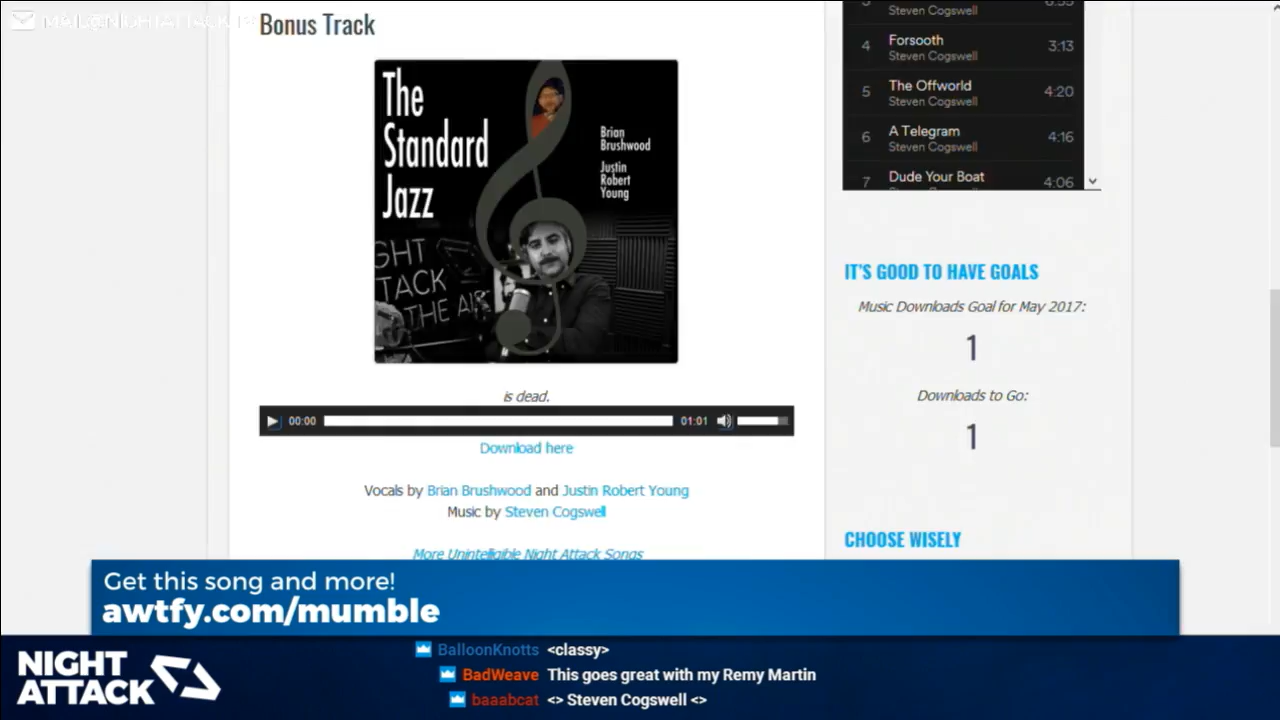 MAIL@NIGHTATTACK.TV
Bonus Track
The
Standard
Jazz
Brian
Brushwood
Justin
Robert
Young
GHT
TACK
THE AIR
is dead.
00:00
01:01
Download here
Vocals by Brian Brushwood and Justin Robert Young
Music by Steven Cogswell
More Unintelligible Night Attack Songs
Steven Cogswell
4 Forsooth 3:13
Steven Cogswell
5 The Offworld 4:20
Steven Cogswell
6 A Telegram 4:16
Steven Cogswell
7 Dude Your Boat 4:06
IT'S GOOD TO HAVE GOALS
Music Downloads Goal for May 2017:
1
Downloads to Go:
1
CHOOSE WISELY
Get this song and more!
awtfy.com/mumble
NIGHT
ATTACK
BalloonKnotts <classy>
BadWeave This goes great with my Remy Martin
baaabcat <> Steven Cogswell <>